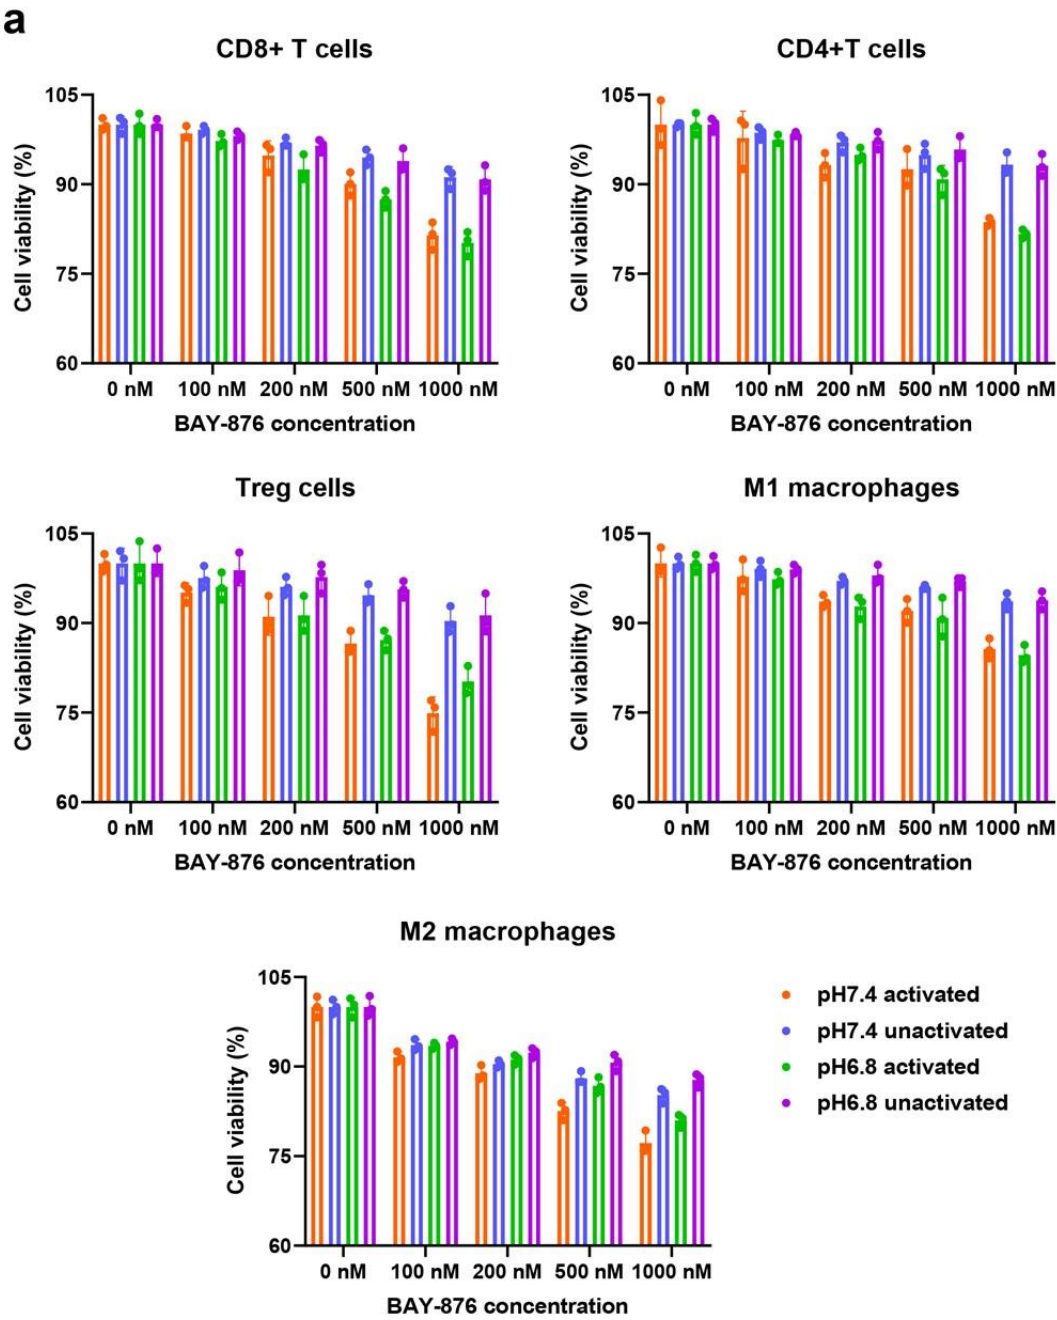 a
CD8+ T cells
105
90
75
60
Cell viability (%)
0 nM 100 nM 200 nM 500 nM 1000 nM
BAY-876 concentration
CD4+T cells
105
90
75
60
Cell viability (%)
0 nM 100 nM 200 nM 500 nM 1000 nM
BAY-876 concentration
Treg cells
105
90
75
60
Cell viability (%)
0 nM 100 nM 200 nM 500 nM 1000 nM
BAY-876 concentration
M1 macrophages
105
90
75
60
Cell viability (%)
0 nM 100 nM 200 nM 500 nM 1000 nM
BAY-876 concentration
M2 macrophages
105
90
75
60
Cell viability (%)
0 nM 100 nM 200 nM 500 nM 1000 nM
BAY-876 concentration
pH7.4 activated
pH7.4 unactivated
pH6.8 activated
pH6.8 unactivated